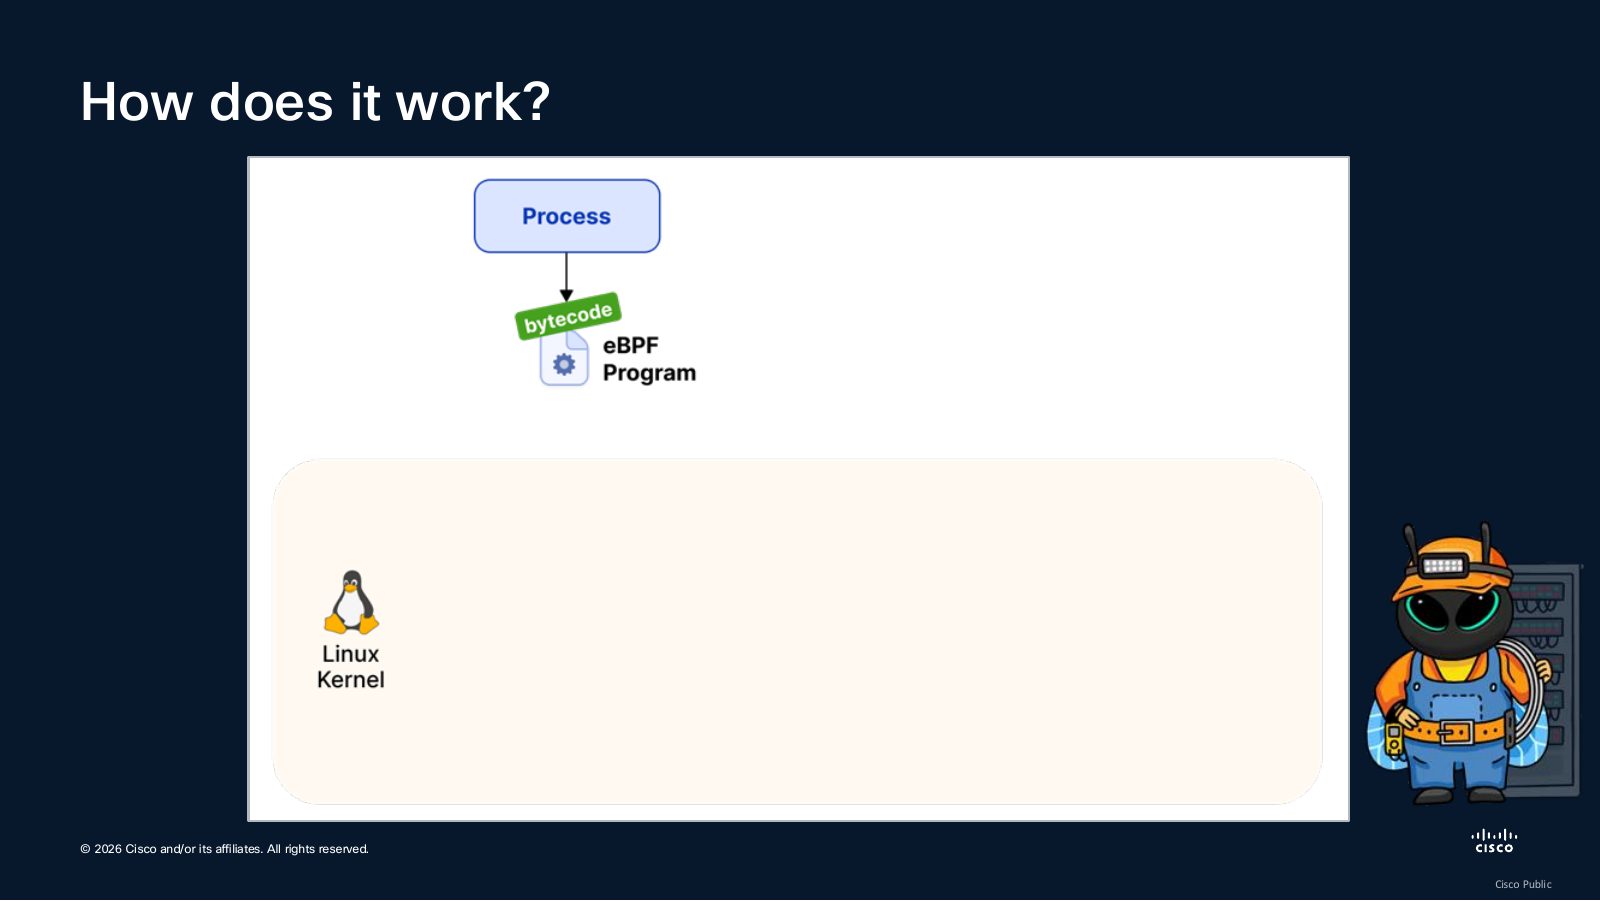 How does it work?
Process
bytecode
eBPF
Program
Linux
Kernel
© 2026 Cisco and/or its affiliates. All rights reserved.
CISCO
Cisco Public